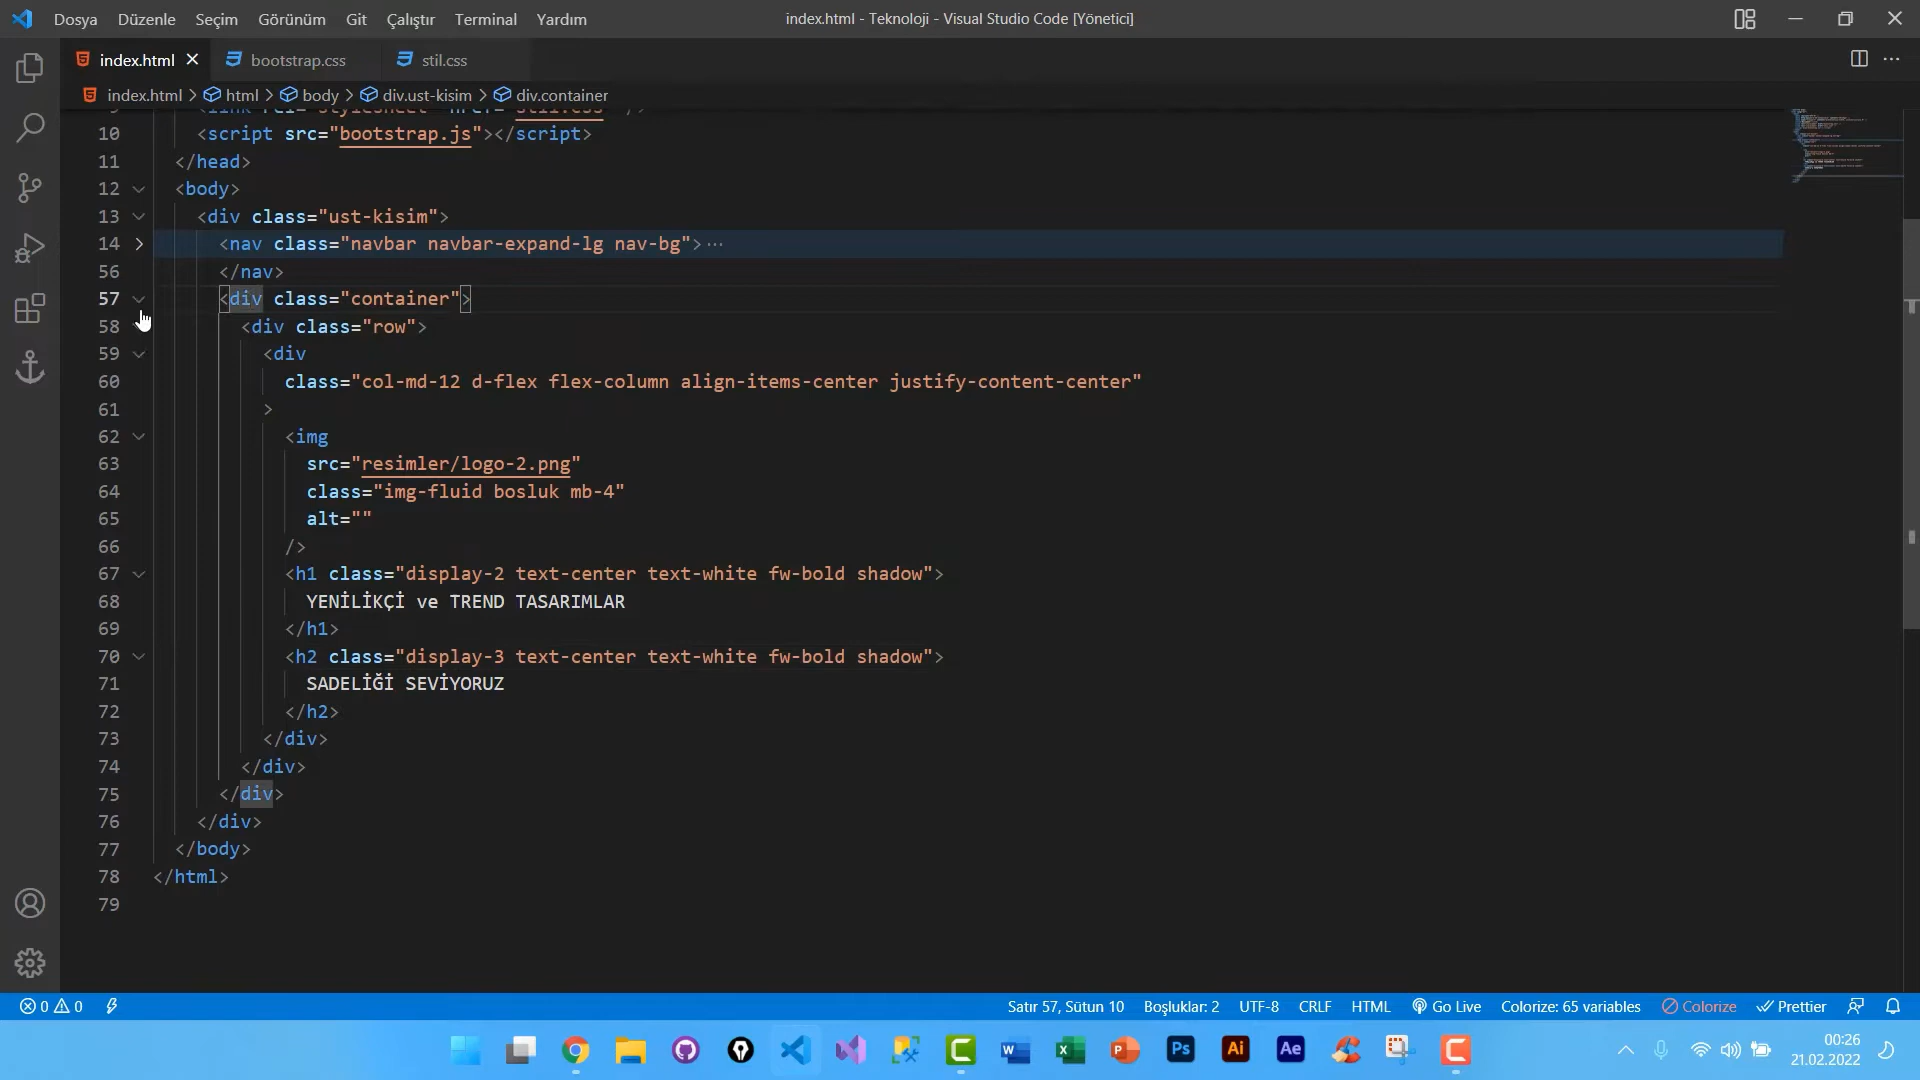 Dosya Düzenle Seçim Görünüm Git Çalıştır Terminal Yardım index.html - Teknoloji - Visual Studio Code [Yönetici]
index.html bootstrap.css stil.css
index.html > html > body > div.ust-kisim > div.container
10 <script src="bootstrap.js"></script>
11 </head>
12 <body>
13 <div class="ust-kisim">
14 <nav class="navbar navbar-expand-lg nav-bg">···
56 </nav>
57 <div class="container">
58 <div class="row">
59 <div
60 class="col-md-12 d-flex flex-column align-items-center justify-content-center"
61 >
62 <img
63 src="resimler/logo-2.png"
64 class="img-fluid bosluk mb-4"
65 alt=""
66 />
67 <h1 class="display-2 text-center text-white fw-bold shadow">
68 YENİLİKÇİ ve TREND TASARIMLAR
69 </h1>
70 <h2 class="display-3 text-center text-white fw-bold shadow">
71 SADELİĞİ SEVİYORUZ
72 </h2>
73 </div>
74 </div>
75 </div>
76 </div>
77 </body>
78 </html>
79
0 0 Satır 57, Sütun 10 Boşluklar: 2 UTF-8 CRLF HTML Go Live Colorize: 65 variables Colorize Prettier
W X P Ps Ai Ae C
00:26
21.02.2022